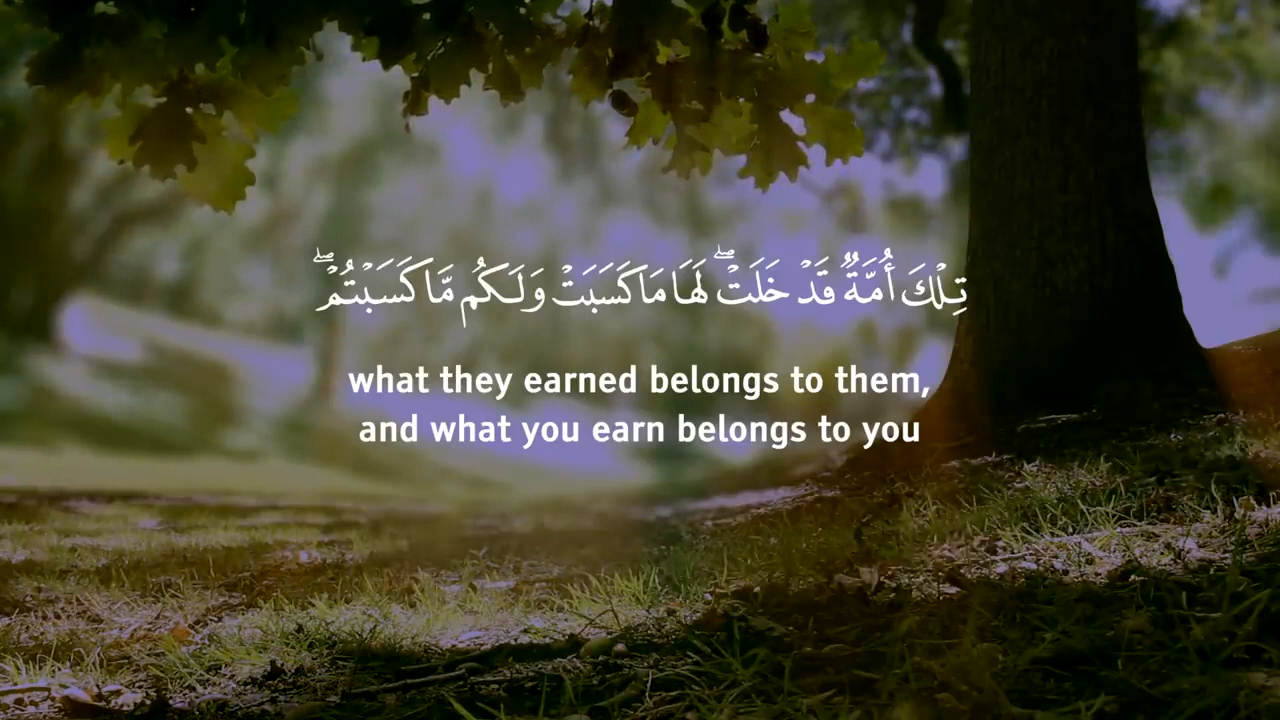 تِلْكَ أُمَّةٌ قَدْ خَلَتْ ۖ لَهَا مَا كَسَبَتْ وَلَكُم مَّا كَسَبْتُمْ ۖ
what they earned belongs to them,
and what you earn belongs to you